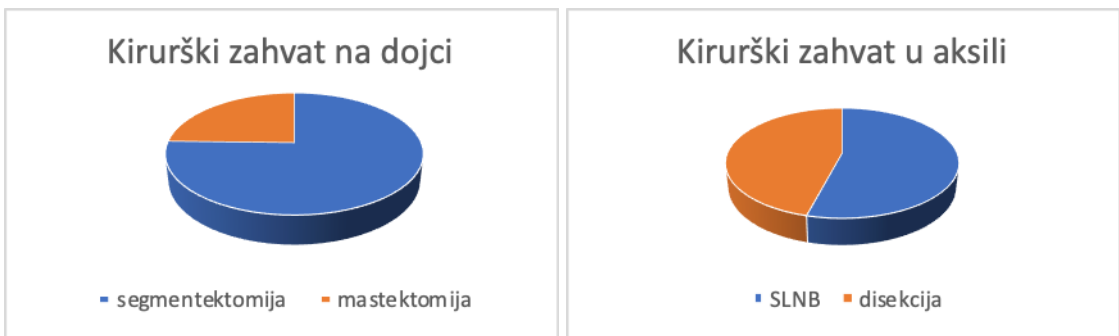 Kirurški zahvat na dojci
segmentektomija
mastektomija
Kirurški zahvat u aksili
SLNB
disekcija